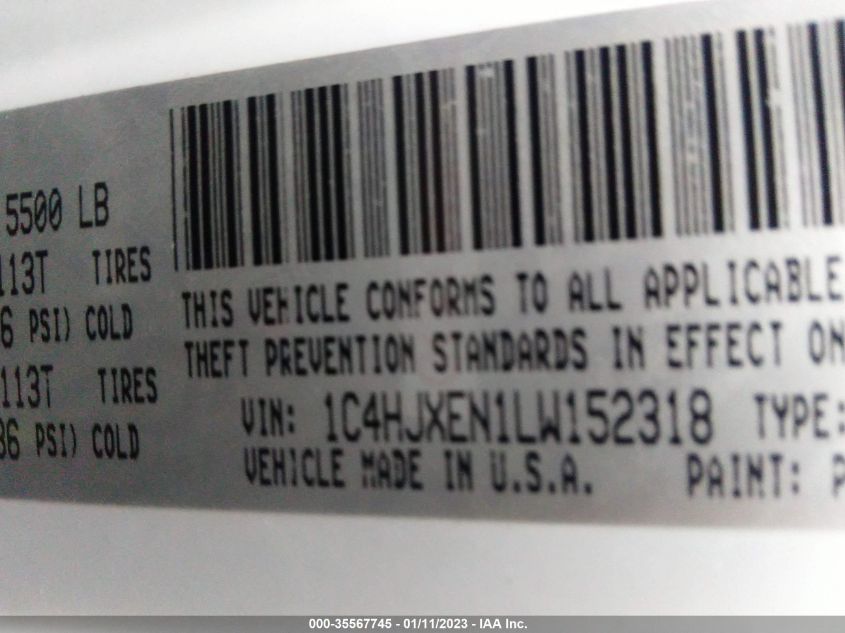 5500 LB
113T TIRES
6 PSI) COLD
113T TIRES
36 PSI) COLD
THIS VEHICLE CONFORMS TO ALL APPLICABLE
THEFT PREVENTION STANDARDS IN EFFECT ON
VIN: 1C4HJXEN1LW152318 TYPE:
VEHICLE MADE IN U.S.A. PAINT: P
000-35567745 - 01/11/2023 - IAA Inc.